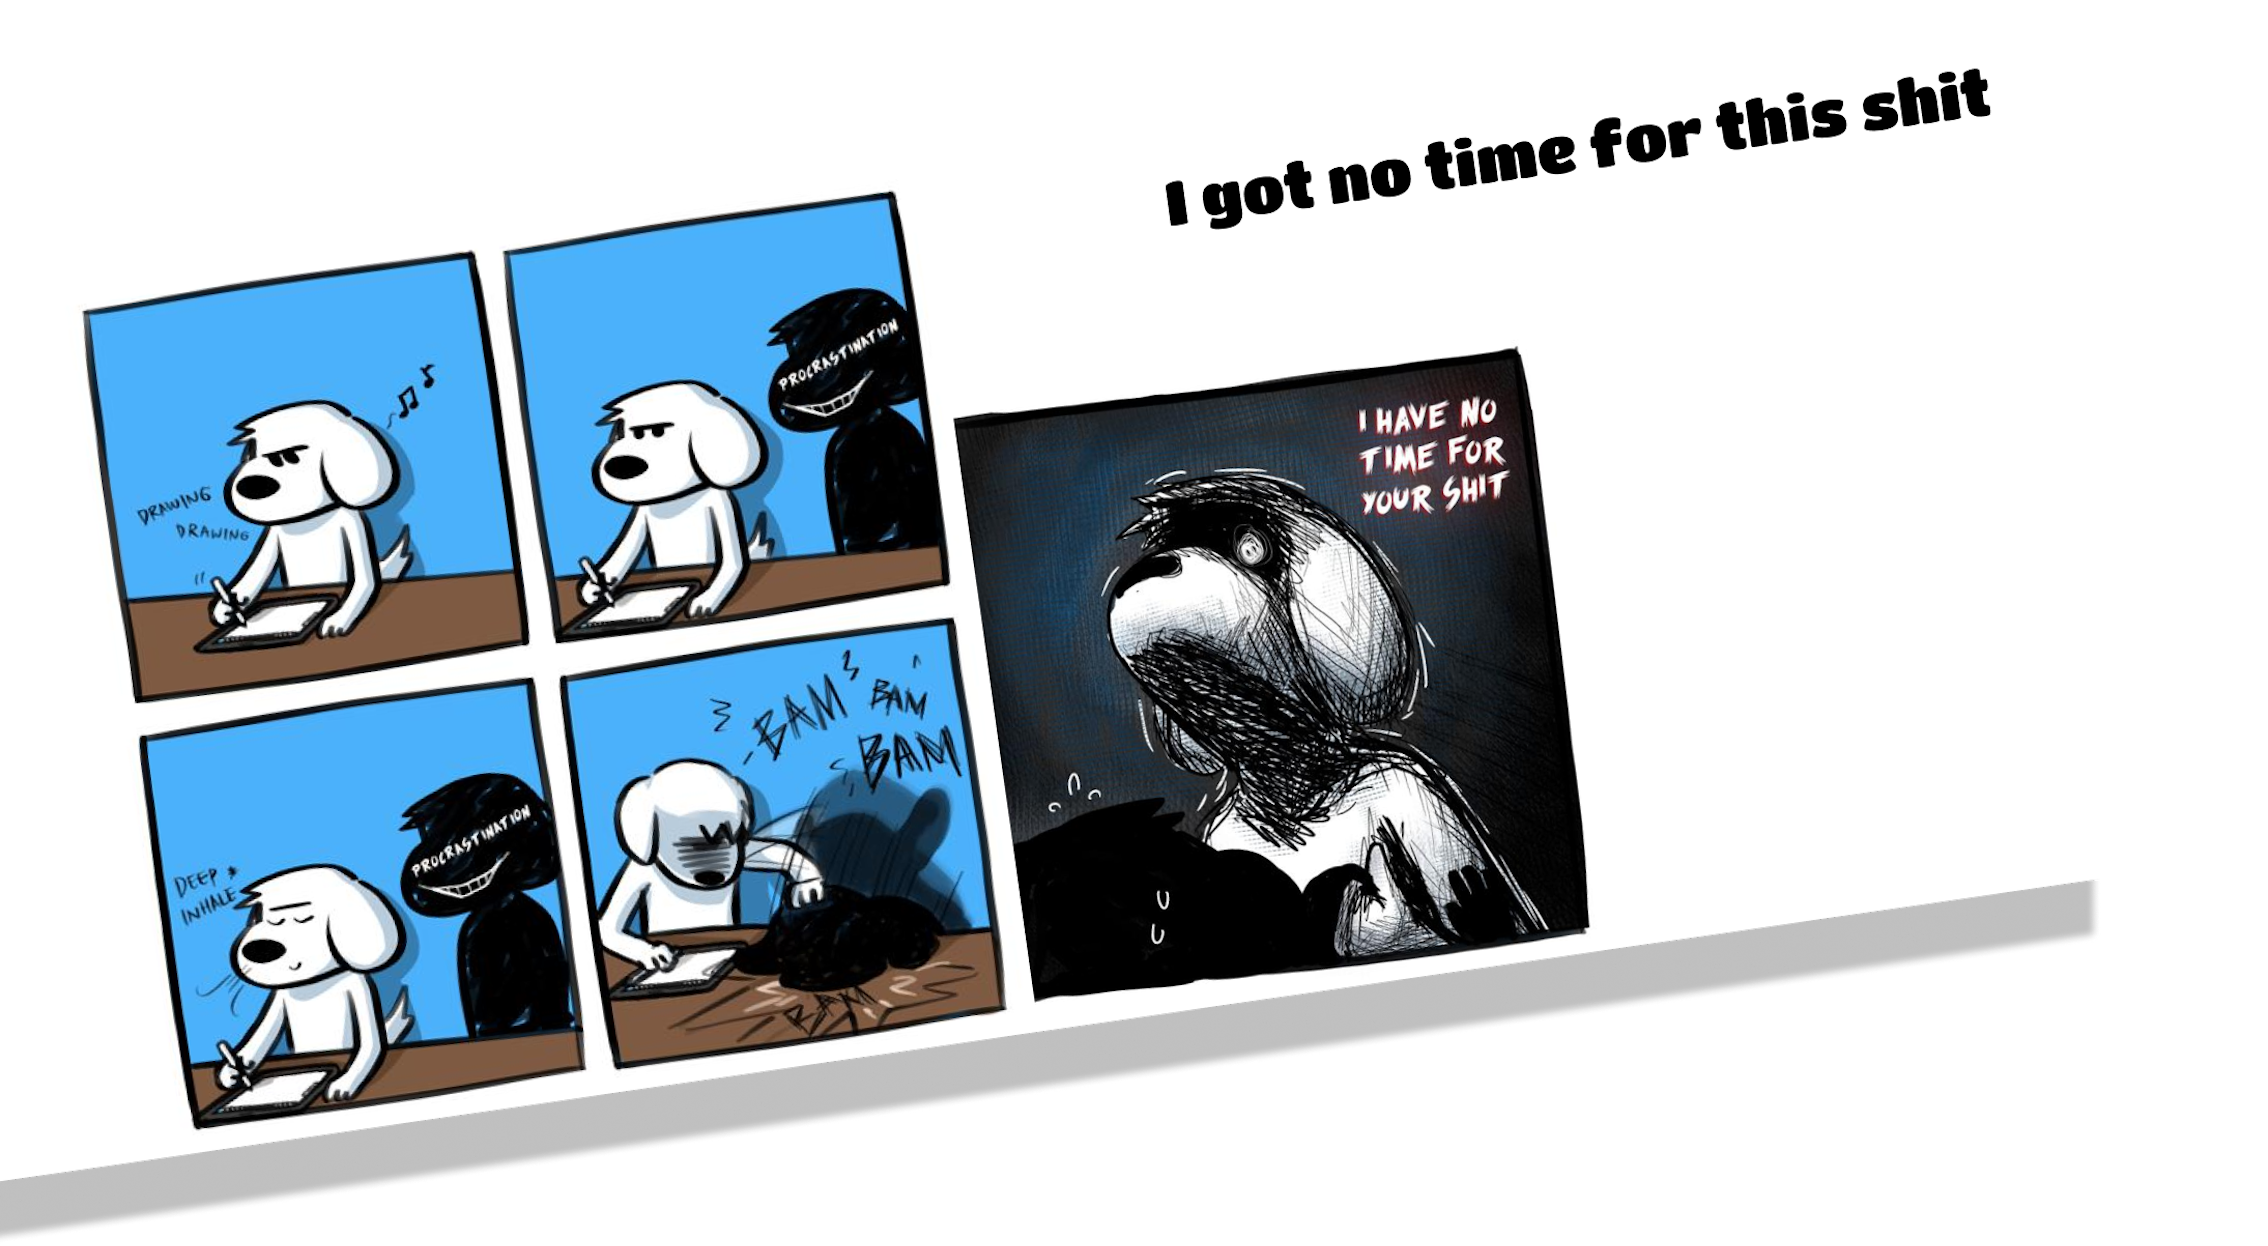 I got no time for this shit
DRAWING
DRAWING
PROCRASTINATION
DEEP
INHALE
PROCRASTINATION
BAM
BAM
BAM
BAM
I HAVE NO
TIME FOR
YOUR SHIT